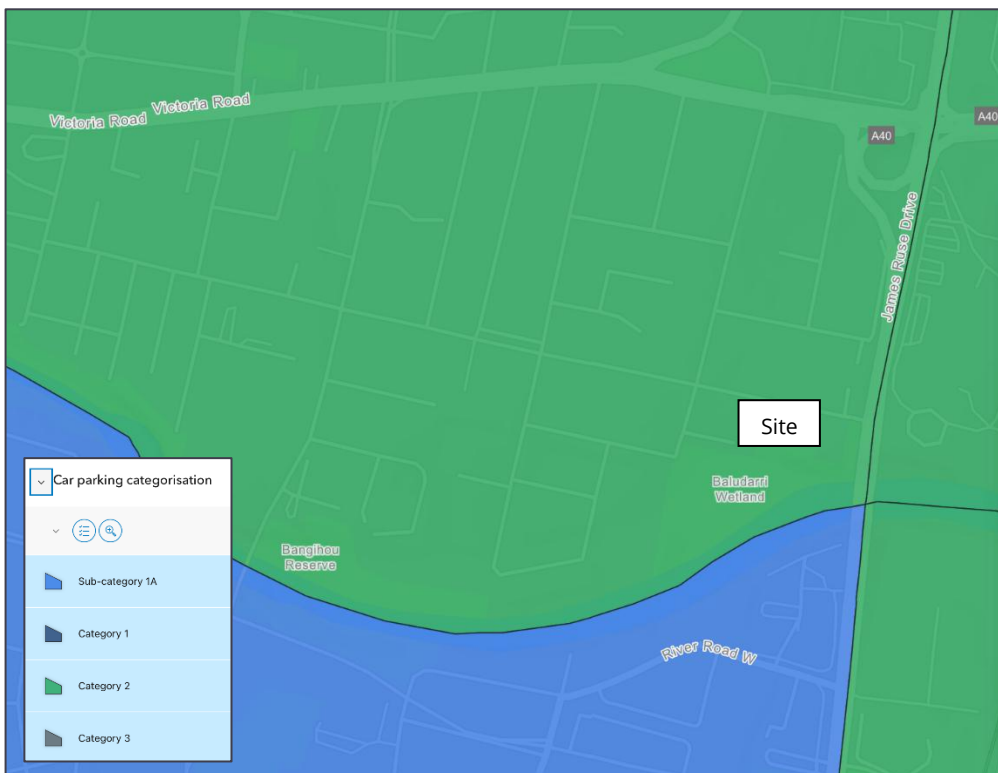 Victoria Road
Victoria Road
A40
A40
James Ruse Drive
Site
Baludarri
Wetland
Car parking categorisation
Sub-category 1A
Category 1
Category 2
Category 3
Bangihou
Reserve
River Road W